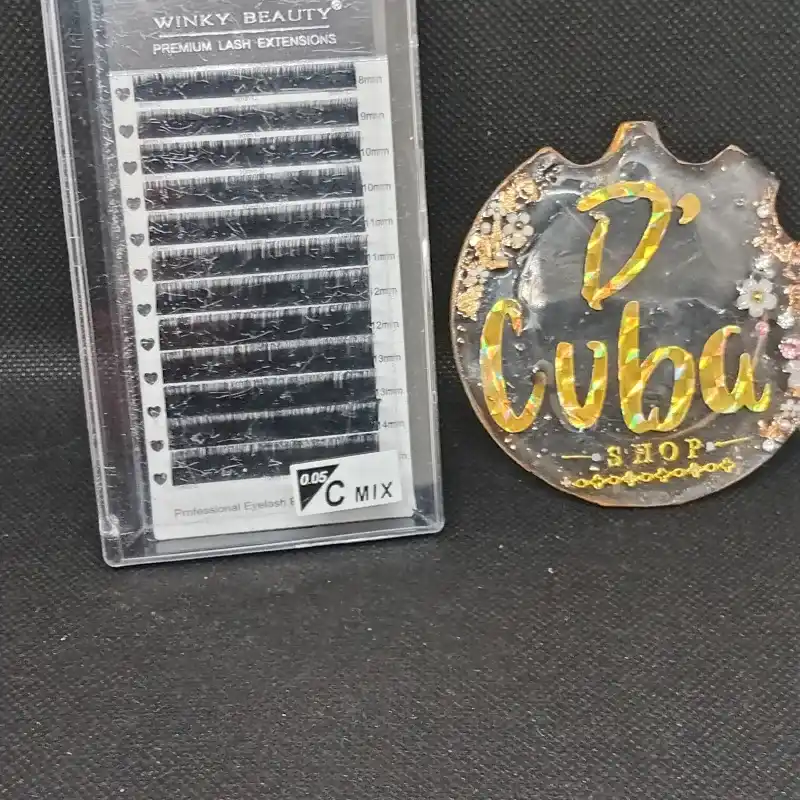 WINKY BEAUTY®
PREMIUM LASH EXTENSIONS
8mm
9mm
10mm
10mm
11mm
11mm
12mm
12mm
13mm
13mm
14mm
0.05 C MIX
Professional Eyelash
D'
Cuba
SHOP